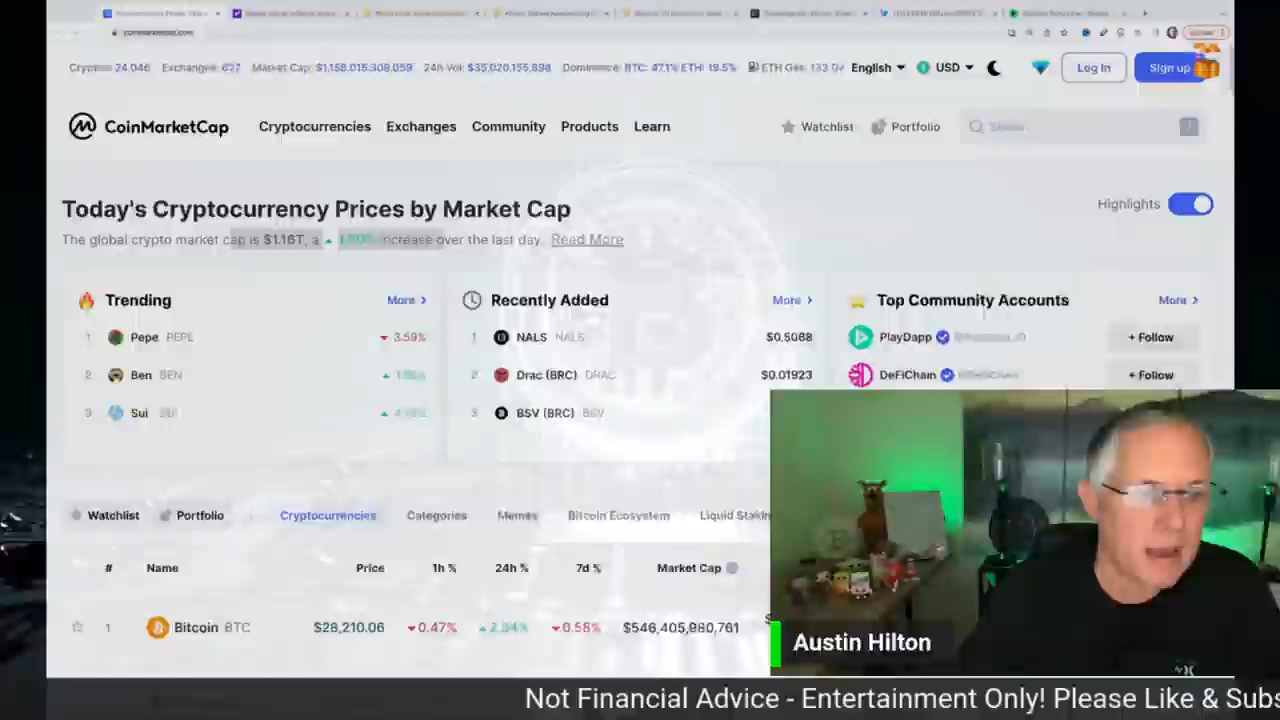 Cryptos: 24,046 Exchanges: 627 Market Cap: $1,158,015,308,059 24h Vol: $35,020,155,898 Dominance: BTC: 47.1% ETH: 19.5% ETH Gas: 133 English USD Log In Sign up
CoinMarketCap Cryptocurrencies Exchanges Community Products Learn Watchlist Portfolio Search /
Today's Cryptocurrency Prices by Market Cap Highlights
The global crypto market cap is $1.16T, a increase over the last day. Read More
Trending More >
1 Pepe PEPE 3.59%
2 Ben BEN
3 Sui SUI
Recently Added More >
1 NALS NALS $0.5068
2 Drac (BRC) DRAC $0.01923
3 BSV (BRC) BSV
Top Community Accounts More >
PlayDapp + Follow
DeFiChain + Follow
Watchlist Portfolio Cryptocurrencies Categories Memes Bitcoin Ecosystem Liquid Stakin
# Name Price 1h % 24h % 7d % Market Cap
1 Bitcoin BTC $28,210.06 0.47% 2.04% 0.58% $546,405,980,761
Austin Hilton
Not Financial Advice - Entertainment Only! Please Like & Subs